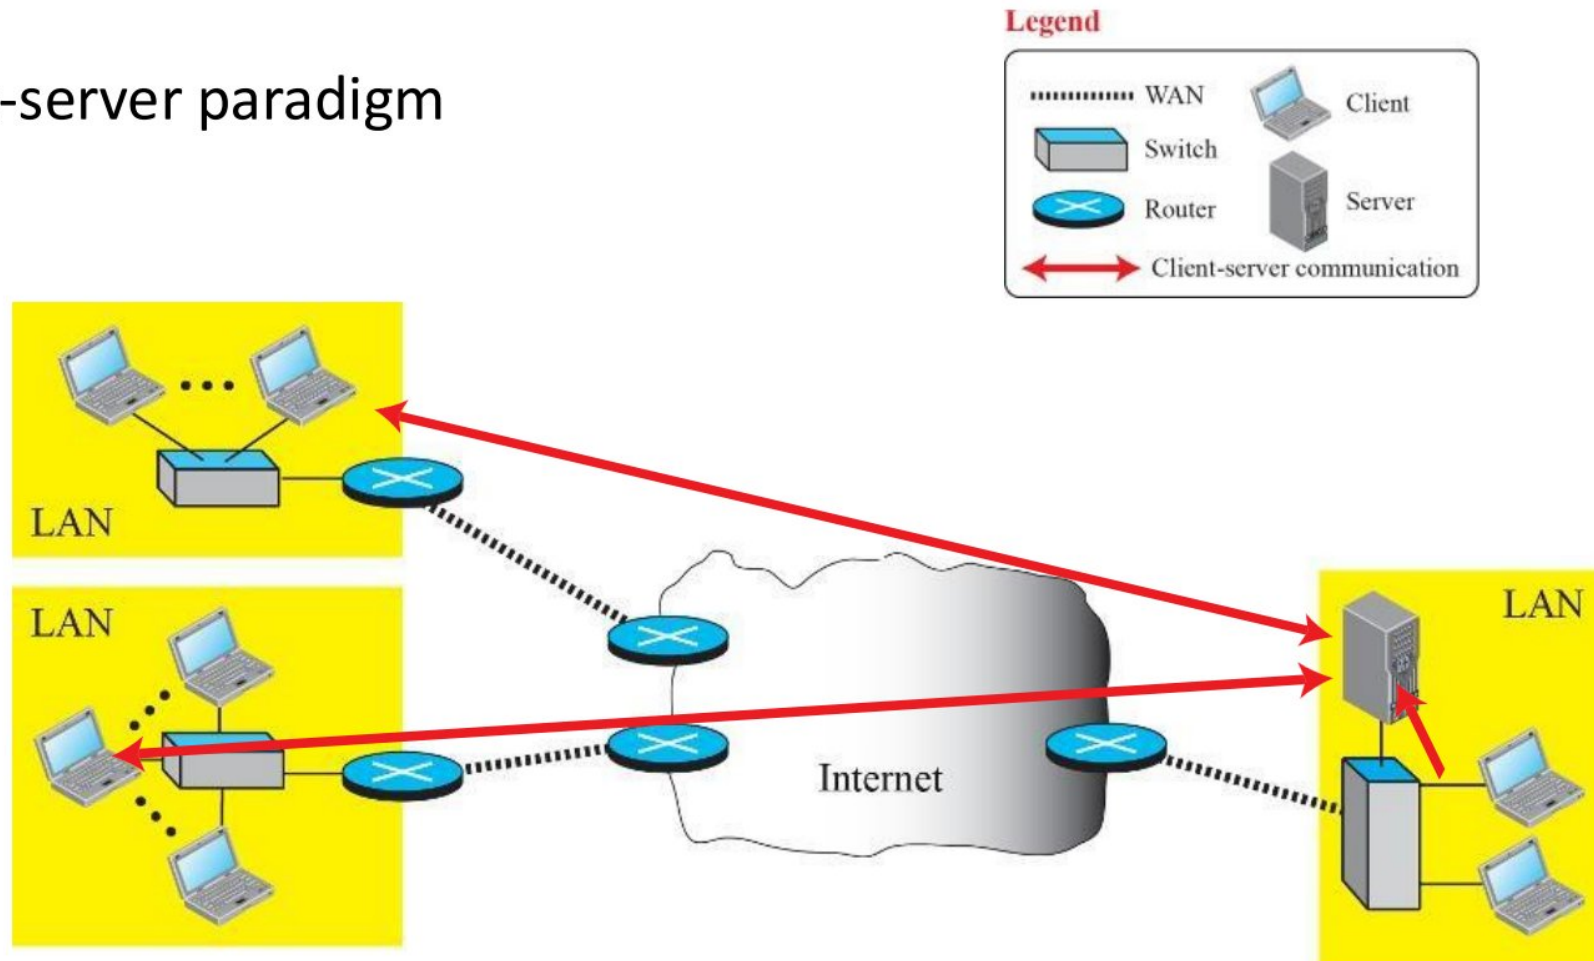 Legend
-server paradigm
WAN
Client
Switch
Router
Server
Client-server communication
LAN
LAN
LAN
Internet